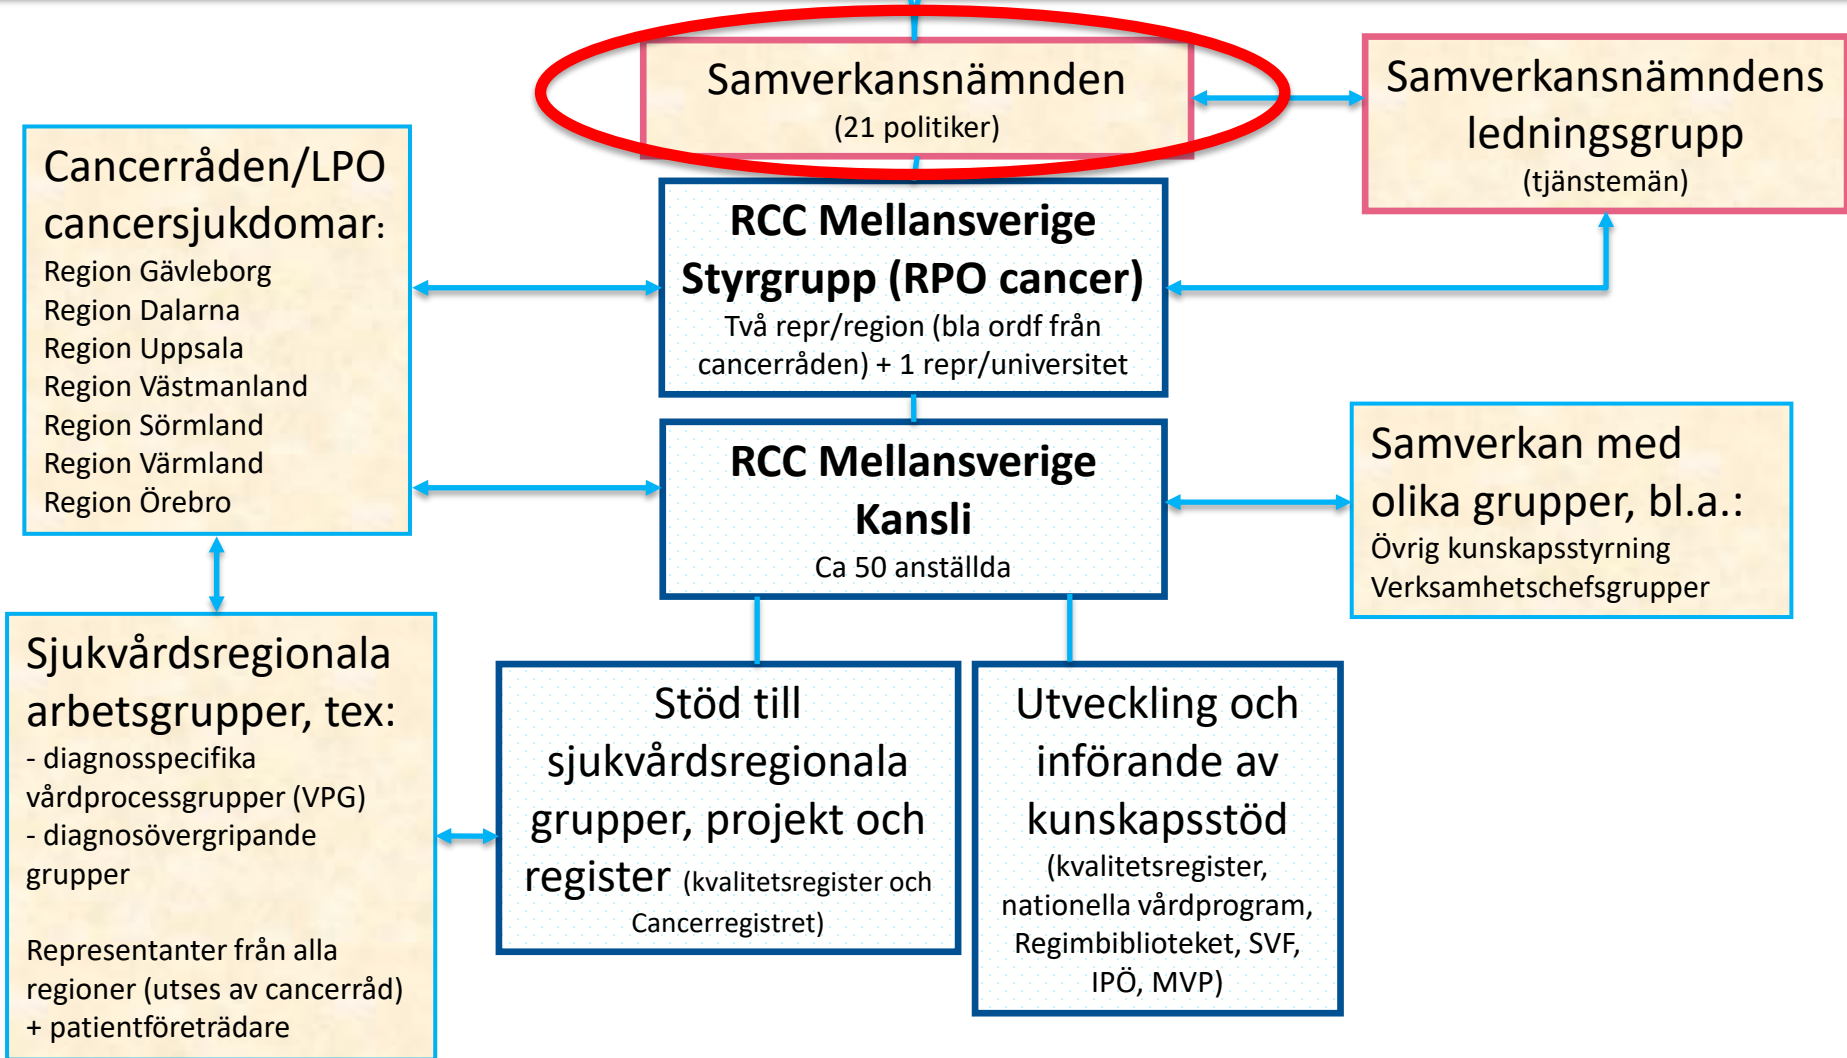 Samverkansnämnden
(21 politiker)
Samverkansnämndens
ledningsgrupp
(tjänstemän)
Cancerråden/LPO
cancersjukdomar:
Region Gävleborg
Region Dalarna
Region Uppsala
Region Västmanland
Region Sörmland
Region Värmland
Region Örebro
RCC Mellansverige
Styrgrupp (RPO cancer)
Två repr/region (bla ordf från
cancerråden) + 1 repr/universitet
RCC Mellansverige
Kansli
Ca 50 anställda
Samverkan med
olika grupper, bl.a.:
Övrig kunskapsstyrning
Verksamhetschefsgrupper
Sjukvårdsregionala
arbetsgrupper, tex:
- diagnosspecifika
vårdprocessgrupper (VPG)
- diagnosövergripande
grupper
Representanter från alla
regioner (utses av cancerråd)
+ patientföreträdare
Stöd till
sjukvårdsregionala
grupper, projekt och
register (kvalitetsregister och
Cancerregistret)
Utveckling och
införande av
kunskapsstöd
(kvalitetsregister,
nationella vårdprogram,
Regimbiblioteket, SVF,
IPÖ, MVP)